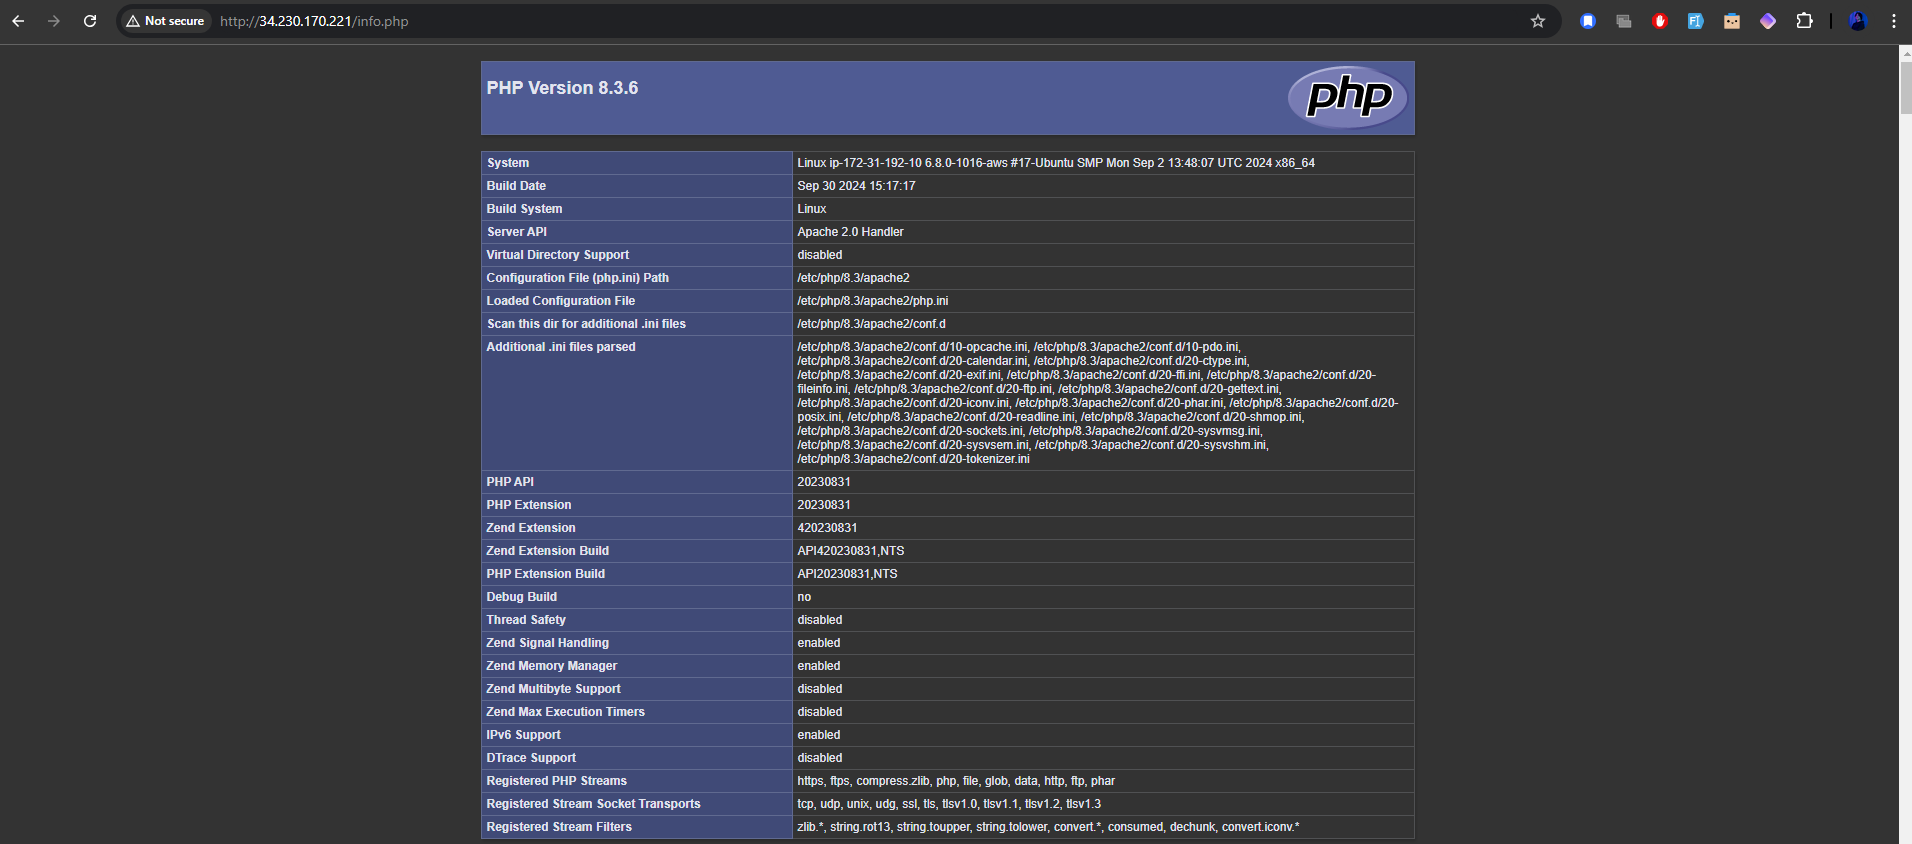 Not secure http://34.230.170.221/info.php
PHP Version 8.3.6
php
System Linux ip-172-31-192-10 6.8.0-1016-aws #17-Ubuntu SMP Mon Sep 2 13:48:07 UTC 2024 x86_64
Build Date Sep 30 2024 15:17:17
Build System Linux
Server API Apache 2.0 Handler
Virtual Directory Support disabled
Configuration File (php.ini) Path /etc/php/8.3/apache2
Loaded Configuration File /etc/php/8.3/apache2/php.ini
Scan this dir for additional .ini files /etc/php/8.3/apache2/conf.d
Additional .ini files parsed /etc/php/8.3/apache2/conf.d/10-opcache.ini, /etc/php/8.3/apache2/conf.d/10-pdo.ini,
/etc/php/8.3/apache2/conf.d/20-calendar.ini, /etc/php/8.3/apache2/conf.d/20-ctype.ini,
/etc/php/8.3/apache2/conf.d/20-exif.ini, /etc/php/8.3/apache2/conf.d/20-ffi.ini, /etc/php/8.3/apache2/conf.d/20-
fileinfo.ini, /etc/php/8.3/apache2/conf.d/20-ftp.ini, /etc/php/8.3/apache2/conf.d/20-gettext.ini,
/etc/php/8.3/apache2/conf.d/20-iconv.ini, /etc/php/8.3/apache2/conf.d/20-phar.ini, /etc/php/8.3/apache2/conf.d/20-
posix.ini, /etc/php/8.3/apache2/conf.d/20-readline.ini, /etc/php/8.3/apache2/conf.d/20-shmop.ini,
/etc/php/8.3/apache2/conf.d/20-sockets.ini, /etc/php/8.3/apache2/conf.d/20-sysvmsg.ini,
/etc/php/8.3/apache2/conf.d/20-sysvsem.ini, /etc/php/8.3/apache2/conf.d/20-sysvshm.ini,
/etc/php/8.3/apache2/conf.d/20-tokenizer.ini
PHP API 20230831
PHP Extension 20230831
Zend Extension 420230831
Zend Extension Build API420230831,NTS
PHP Extension Build API20230831,NTS
Debug Build no
Thread Safety disabled
Zend Signal Handling enabled
Zend Memory Manager enabled
Zend Multibyte Support disabled
Zend Max Execution Timers disabled
IPv6 Support enabled
DTrace Support disabled
Registered PHP Streams https, ftps, compress.zlib, php, file, glob, data, http, ftp, phar
Registered Stream Socket Transports tcp, udp, unix, udg, ssl, tls, tlsv1.0, tlsv1.1, tlsv1.2, tlsv1.3
Registered Stream Filters zlib.*, string.rot13, string.toupper, string.tolower, convert.*, consumed, dechunk, convert.iconv.*